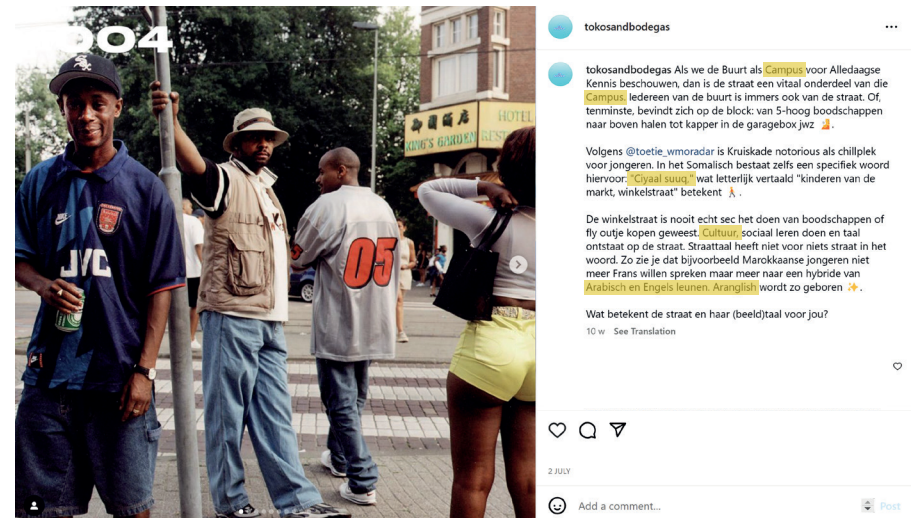 004
JVC
05
御園酒店
HOTEL
KING'S GARDEN REST
tokosandbodegas
tokosandbodegas Als we de Buurt als Campus voor Alledaagse
Kennis beschouwen, dan is de straat een vitaal onderdeel van die
Campus. Iedereen van de buurt is immers ook van de straat. Of,
tenminste, bevindt zich op de block: van 5-hoog boodschappen
naar boven halen tot kapper in de garagebox jwz 💈.
Volgens @toetie_wmoradar is Kruiskade notorious als chillplek
voor jongeren. In het Somalisch bestaat zelfs een specifiek woord
hiervoor: "Ciyaal suuq," wat letterlijk vertaald "kinderen van de
markt, winkelstraat" betekent 🚶.
De winkelstraat is nooit echt sec het doen van boodschappen of
fly outje kopen geweest. Cultuur, sociaal leren doen en taal
ontstaat op de straat. Straattaal heeft niet voor niets straat in het
woord. Zo zie je dat bijvoorbeeld Marokkaanse jongeren niet
meer Frans willen spreken maar meer naar een hybride van
Arabisch en Engels leunen. Aranglish wordt zo geboren ✨.
Wat betekent de straat en haar (beeld)taal voor jou?
10 w See Translation
2 JULY
Add a comment...
Post